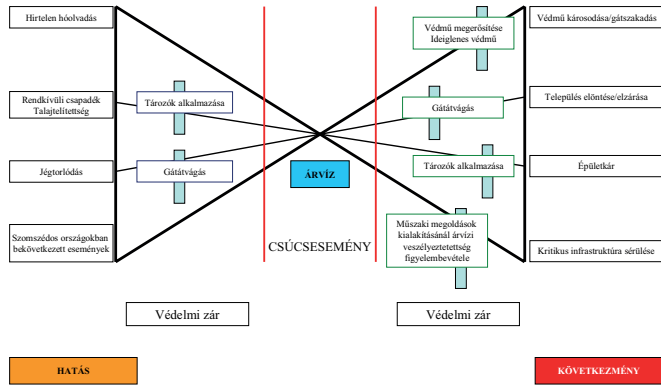 Hirtelen hóolvadás
Rendkívüli csapadék
Talajtelítettség
Jégtorlódás
Szomszédos országokban
bekövetkezett események
Tározók alkalmazása
Gátátvágás
ÁRVÍZ
CSÚCSESEMÉNY
Védmű megerősítése
Ideiglenes védmű
Gátátvágás
Tározók alkalmazása
Műszaki megoldások
kialakításánál árvízi
veszélyeztetettség
figyelembevétele
Védmű károsodása/gátszakadás
Település elöntése/elzárása
Épületkár
Kritikus infrastruktúra sérülése
Védelmi zár
Védelmi zár
HATÁS
KÖVETKEZMÉNY